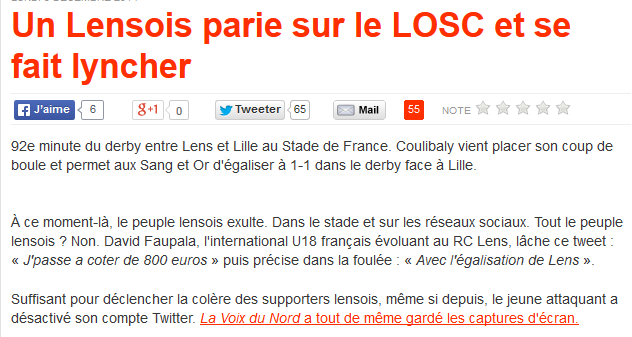 Un Lensois parie sur le LOSC et se
fait lyncher
J'aime 6 g+1 0 Tweeter 65 Mail 55 NOTE
92e minute du derby entre Lens et Lille au Stade de France. Coulibaly vient placer son coup de
boule et permet aux Sang et Or d'égaliser à 1-1 dans le derby face à Lille.
À ce moment-là, le peuple lensois exulte. Dans le stade et sur les réseaux sociaux. Tout le peuple
lensois ? Non. David Faupala, l'international U18 français évoluant au RC Lens, lâche ce tweet :
« J'passe a coter de 800 euros » puis précise dans la foulée : « Avec l'égalisation de Lens ».
Suffisant pour déclencher la colère des supporters lensois, même si depuis, le jeune attaquant a
désactivé son compte Twitter. La Voix du Nord a tout de même gardé les captures d'écran.